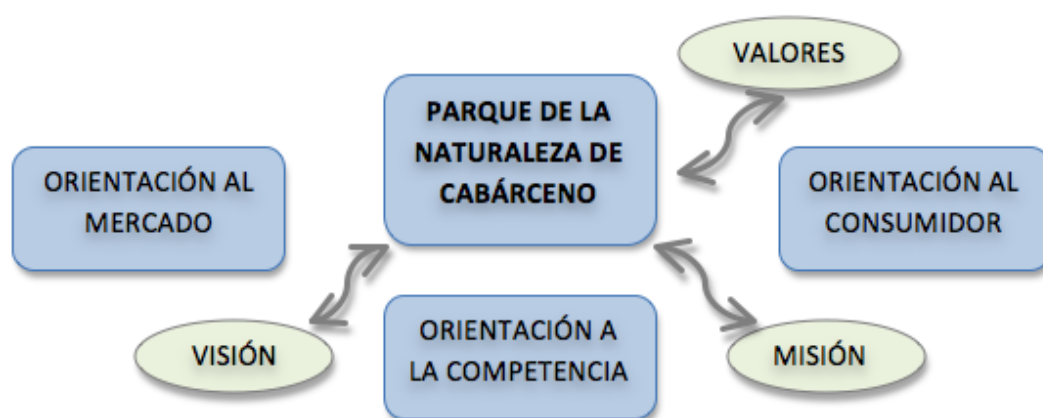 VALORES
PARQUE DE LA
NATURALEZA DE
CABÁRCENO
ORIENTACIÓN AL
MERCADO
ORIENTACIÓN AL
CONSUMIDOR
VISIÓN
ORIENTACIÓN A
LA COMPETENCIA
MISIÓN